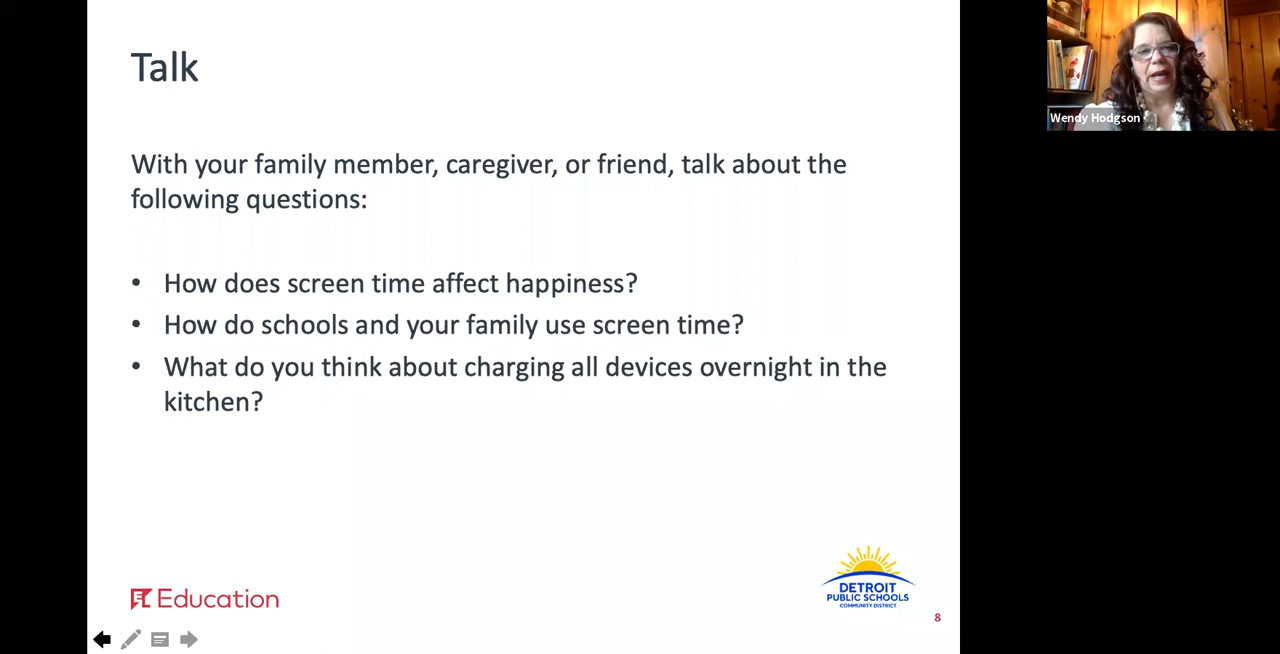 Talk
Wendy Hodgson
With your family member, caregiver, or friend, talk about the
following questions:
• How does screen time affect happiness?
• How do schools and your family use screen time?
• What do you think about charging all devices overnight in the
kitchen?
EL Education
DETROIT
PUBLIC SCHOOLS
COMMUNITY DISTRICT
8